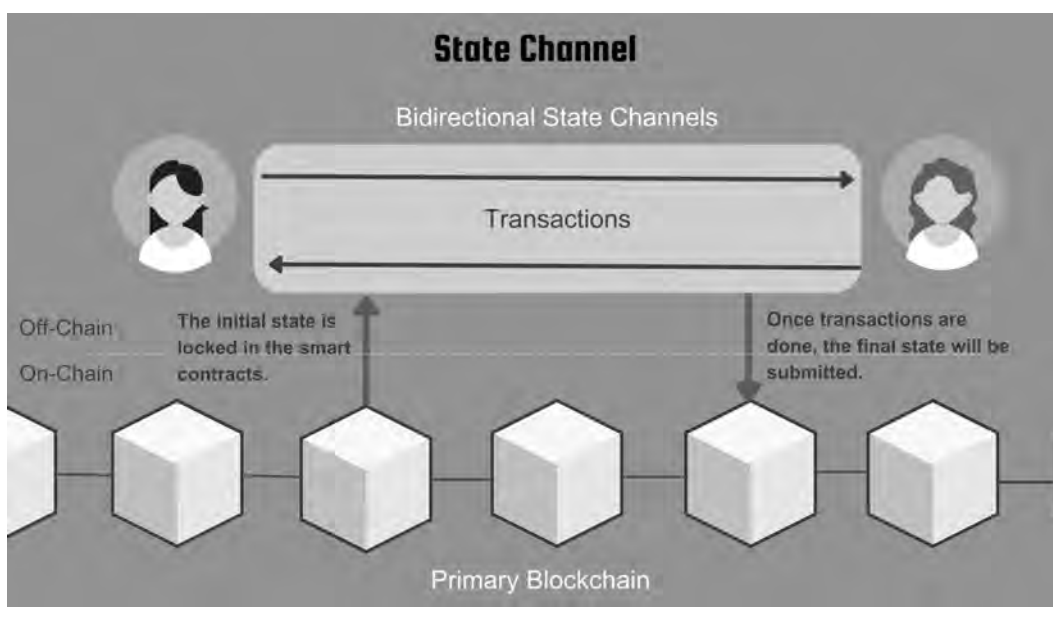 State Channel
Bidirectional State Channels
Transactions
Off-Chain
On-Chain
The initial state is
locked in the smart
contracts.
Once transactions are
done, the final state will be
submitted.
Primary Blockchain